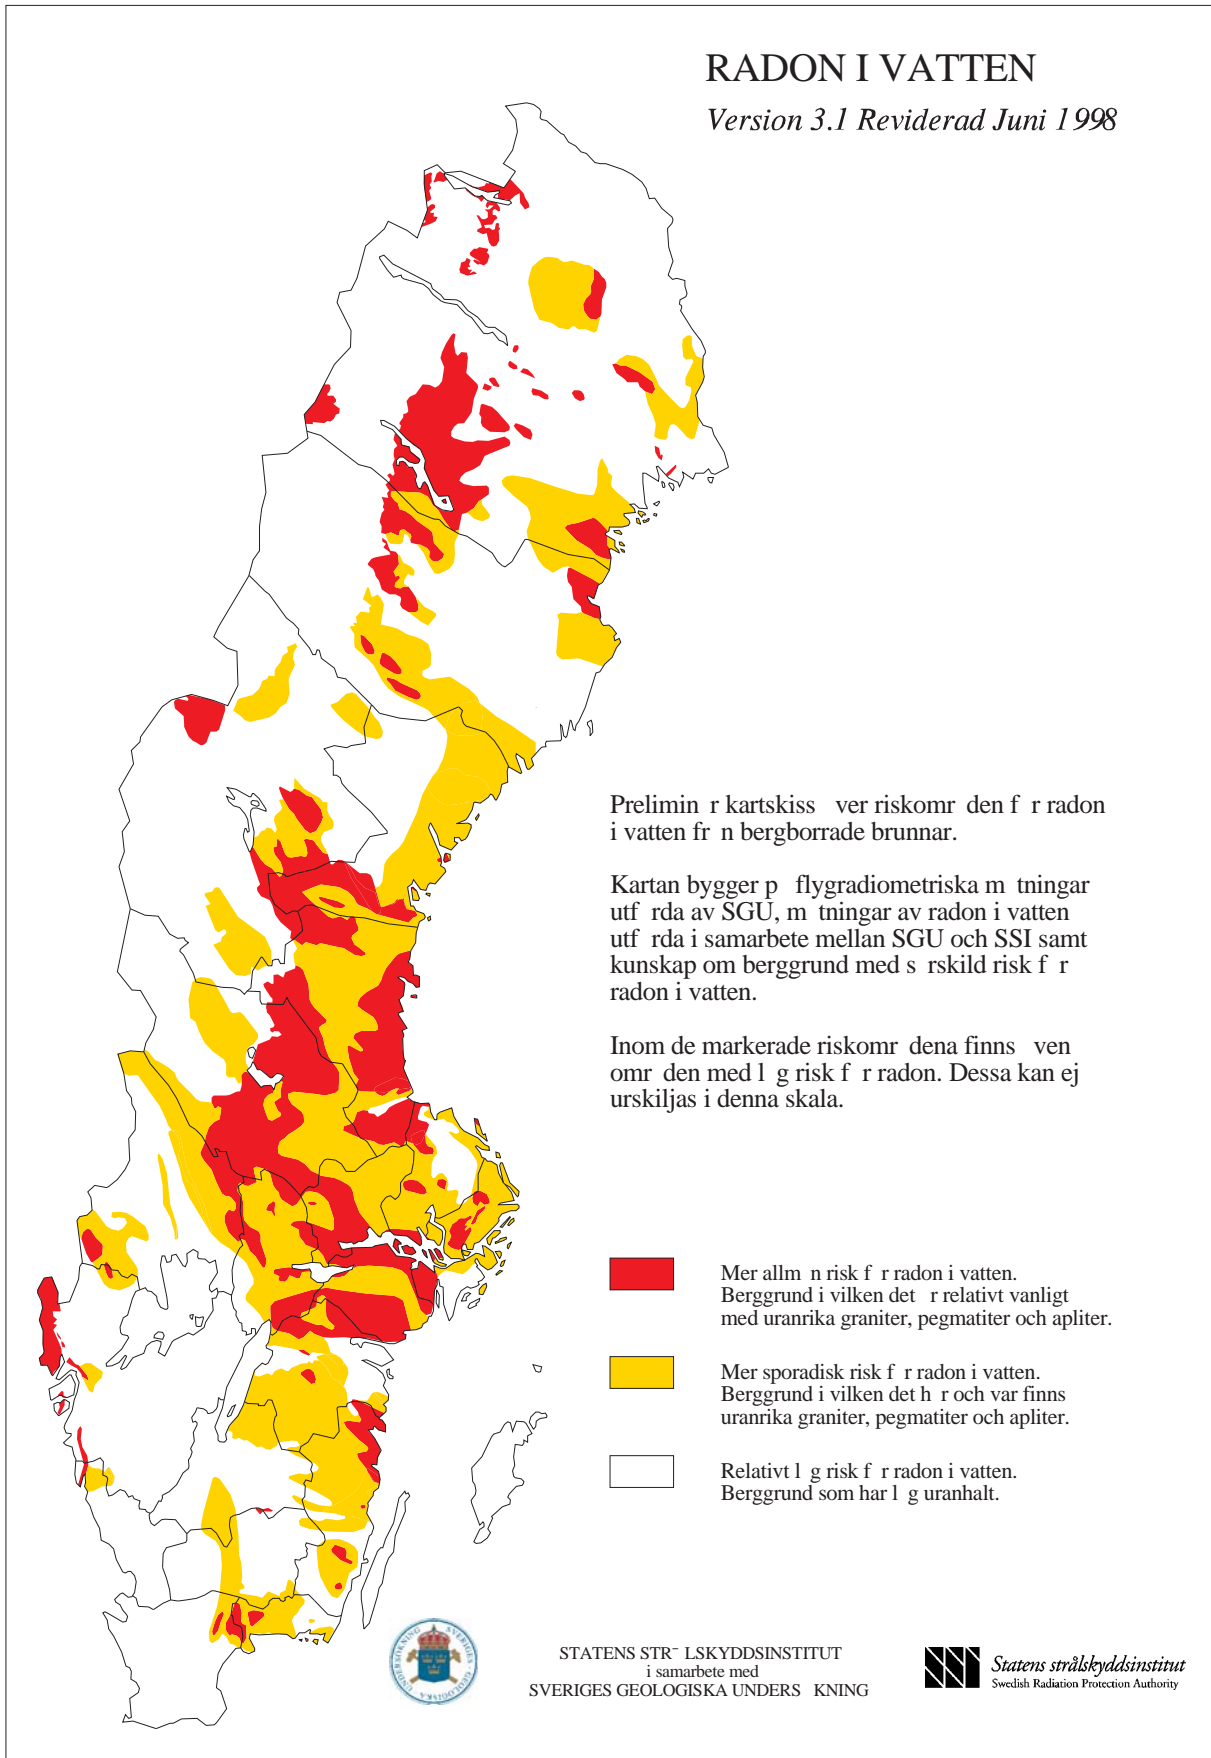 RADON I VATTEN
Version 3.1 Reviderad Juni 1998
Prelimin r kartskiss ver riskomr den f r radon
i vatten fr n bergborrade brunnar.
Kartan bygger p flygradiometriska m tningar
utf rda av SGU, m tningar av radon i vatten
utf rda i samarbete mellan SGU och SSI samt
kunskap om berggrund med s rskild risk f r
radon i vatten.
Inom de markerade riskomr dena finns ven
omr den med l g risk f r radon. Dessa kan ej
urskiljas i denna skala.
Mer allm n risk f r radon i vatten.
Berggrund i vilken det r relativt vanligt
med uranrika graniter, pegmatiter och apliter.
Mer sporadisk risk f r radon i vatten.
Berggrund i vilken det h r och var finns
uranrika graniter, pegmatiter och apliter.
Relativt l g risk f r radon i vatten.
Berggrund som har l g uranhalt.
SVERIGES · GEOLOGISKA · UNDERSÖKNING
STATENS STR¯ LSKYDDSINSTITUT
i samarbete med
SVERIGES GEOLOGISKA UNDERS KNING
Statens strålskyddsinstitut
Swedish Radiation Protection Authority